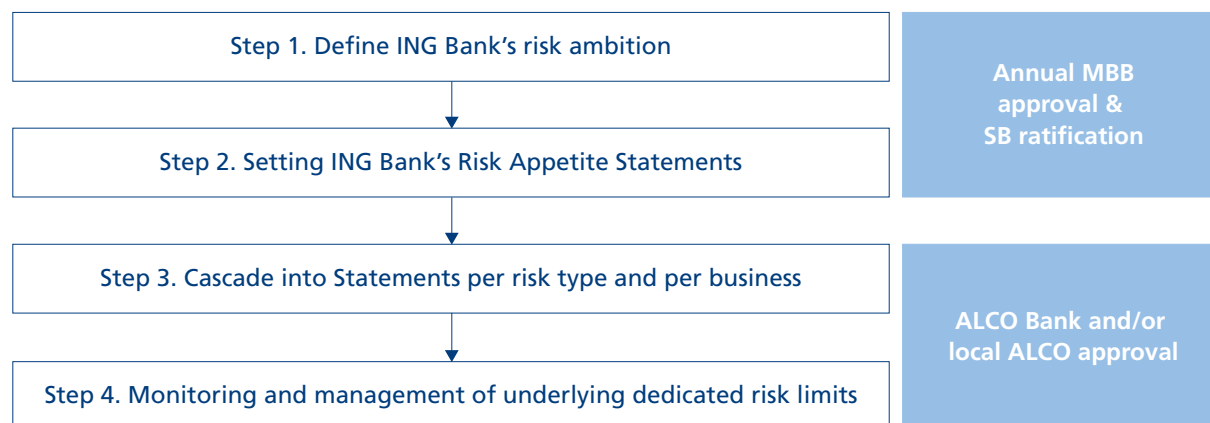 Step 1. Define ING Bank's risk ambition
Annual MBB
approval &
SB ratification
Step 2. Setting ING Bank's Risk Appetite Statements
Step 3. Cascade into Statements per risk type and per business
ALCO Bank and/or
local ALCO approval
Step 4. Monitoring and management of underlying dedicated risk limits